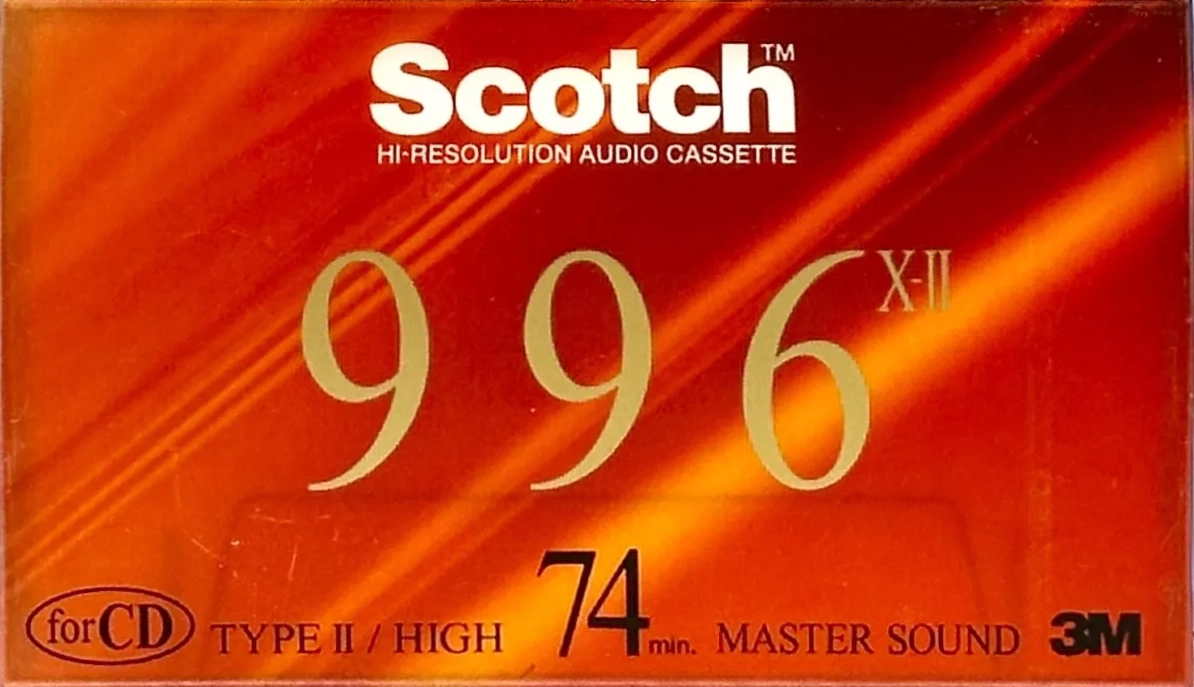 Scotch™
HI-RESOLUTION AUDIO CASSETTE
996 X-II
for CD TYPE II / HIGH 74 min. MASTER SOUND 3M